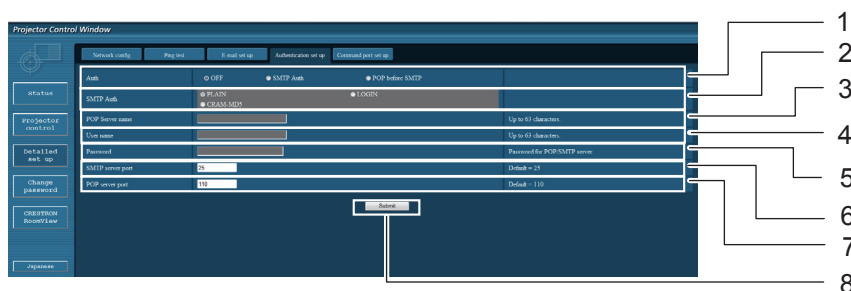 Projector Control Window
Network config Ping test E-mail set up Authentication set up Command port set up
Auth OFF SMTP Auth POP before SMTP
SMTP Auth PLAIN LOGIN
CRAM-MD5
POP Server name Up to 63 characters.
User name Up to 63 characters.
Password Password for POP/SMTP server.
SMTP server port 25 Default = 25
POP server port 110 Default = 110
Submit
Status
Projector
control
Detailed
set up
Change
password
CRESTRON
RoomView
Japanese
1
2
3
4
5
6
7
8